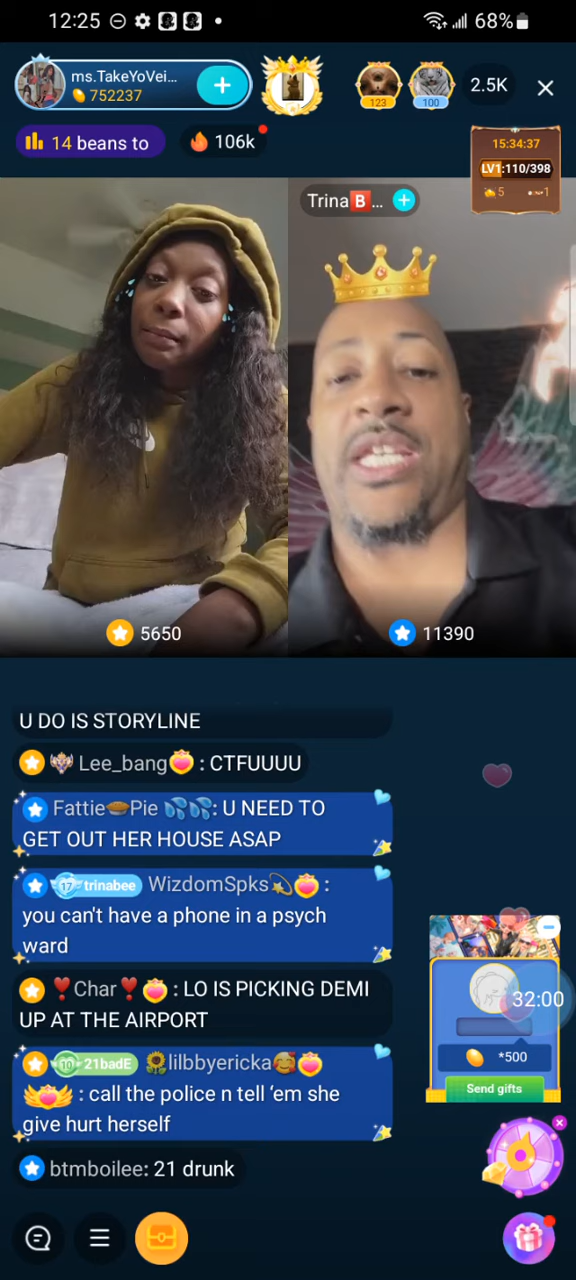 12:25
68%
ms.TakeYoVei...
752237
123
100
2.5K
14 beans to
106k
15:34:37
LV1:110/398
5
1
Trina🅱️...
5650
11390
U DO IS STORYLINE
Lee_bang🍑 : CTFUUUU
Fattie🥧Pie 💦💦: U NEED TO
GET OUT HER HOUSE ASAP
17 trinabee WizdomSpks💫🍑 :
you can't have a phone in a psych
ward
❣️Char❣️🍑 : LO IS PICKING DEMI
UP AT THE AIRPORT
10 21badE 🌻lilbbyericka🥰🍑
: call the police n tell ‘em she
give hurt herself
btmboilee: 21 drunk
32:00
*500
Send gifts